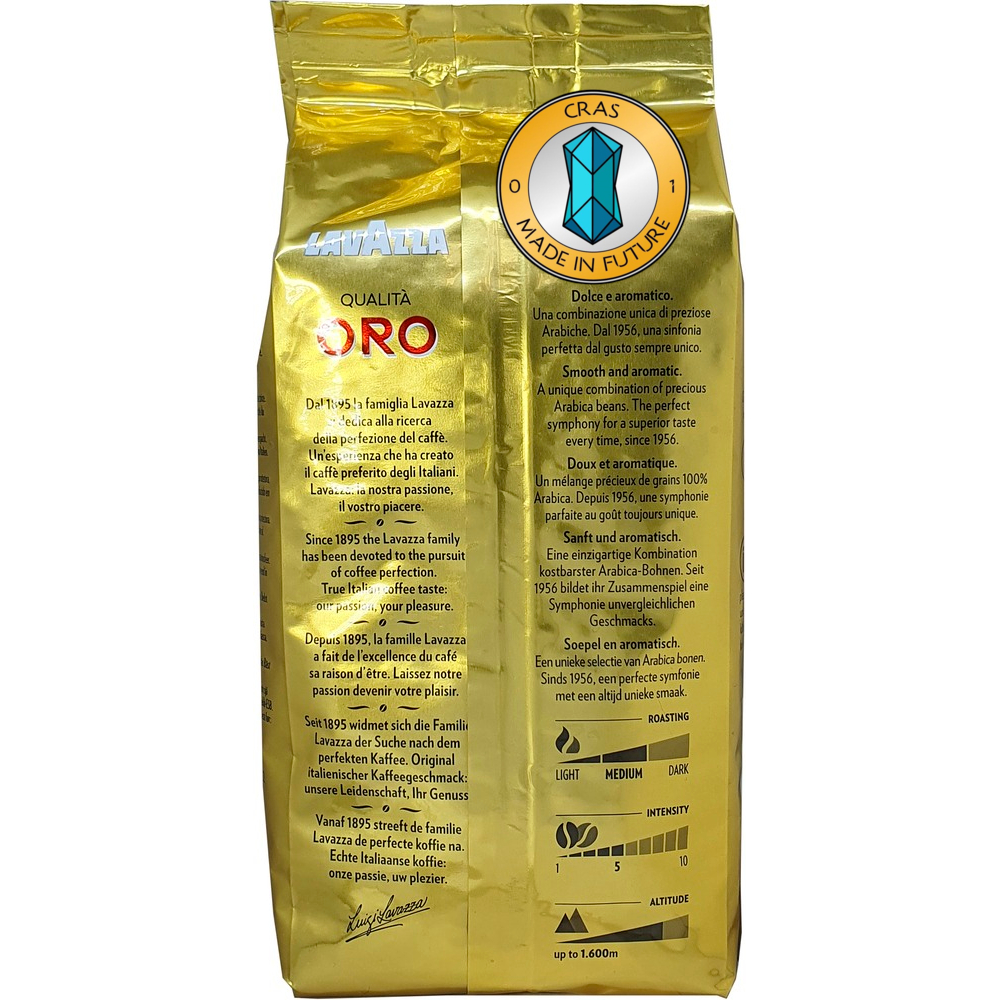 CRAS
0 1
MADE IN FUTURE
LAVAZZA
QUALITÀ
ORO
Dal 1895 la famiglia Lavazza
si dedica alla ricerca
della perfezione del caffè.
Un'esperienza che ha creato
il caffè preferito degli Italiani.
Lavazza: la nostra passione,
il vostro piacere.
Since 1895 the Lavazza family
has been devoted to the pursuit
of coffee perfection.
True Italian coffee taste:
our passion, your pleasure.
Depuis 1895, la famille Lavazza
a fait de l'excellence du café
sa raison d'être. Laissez notre
passion devenir votre plaisir.
Seit 1895 widmet sich die Famili
Lavazza der Suche nach dem
perfekten Kaffee. Original
italienischer Kaffeegeschmack:
unsere Leidenschaft, Ihr Genuss
Vanaf 1895 streeft de familie
Lavazza de perfecte koffie na.
Echte Italiaanse koffie:
onze passie, uw plezier.
Luigi Lavazza
Dolce e aromatico.
Una combinazione unica di preziose
Arabiche. Dal 1956, una sinfonia
perfetta dal gusto sempre unico.
Smooth and aromatic.
A unique combination of precious
Arabica beans. The perfect
symphony for a superior taste
every time, since 1956.
Doux et aromatique.
Un mélange précieux de grains 100%
Arabica. Depuis 1956, une symphonie
parfaite au goût toujours unique.
Sanft und aromatisch.
Eine einzigartige Kombination
kostbarster Arabica-Bohnen. Seit
1956 bildet ihr Zusammenspiel eine
Symphonie unvergleichlichen
Geschmacks.
Soepel en aromatisch.
Een unieke selectie van Arabica bonen.
Sinds 1956, een perfecte symfonie
met een altijd unieke smaak.
ROASTING
LIGHT MEDIUM DARK
INTENSITY
1 5 10
ALTITUDE
up to 1.600m